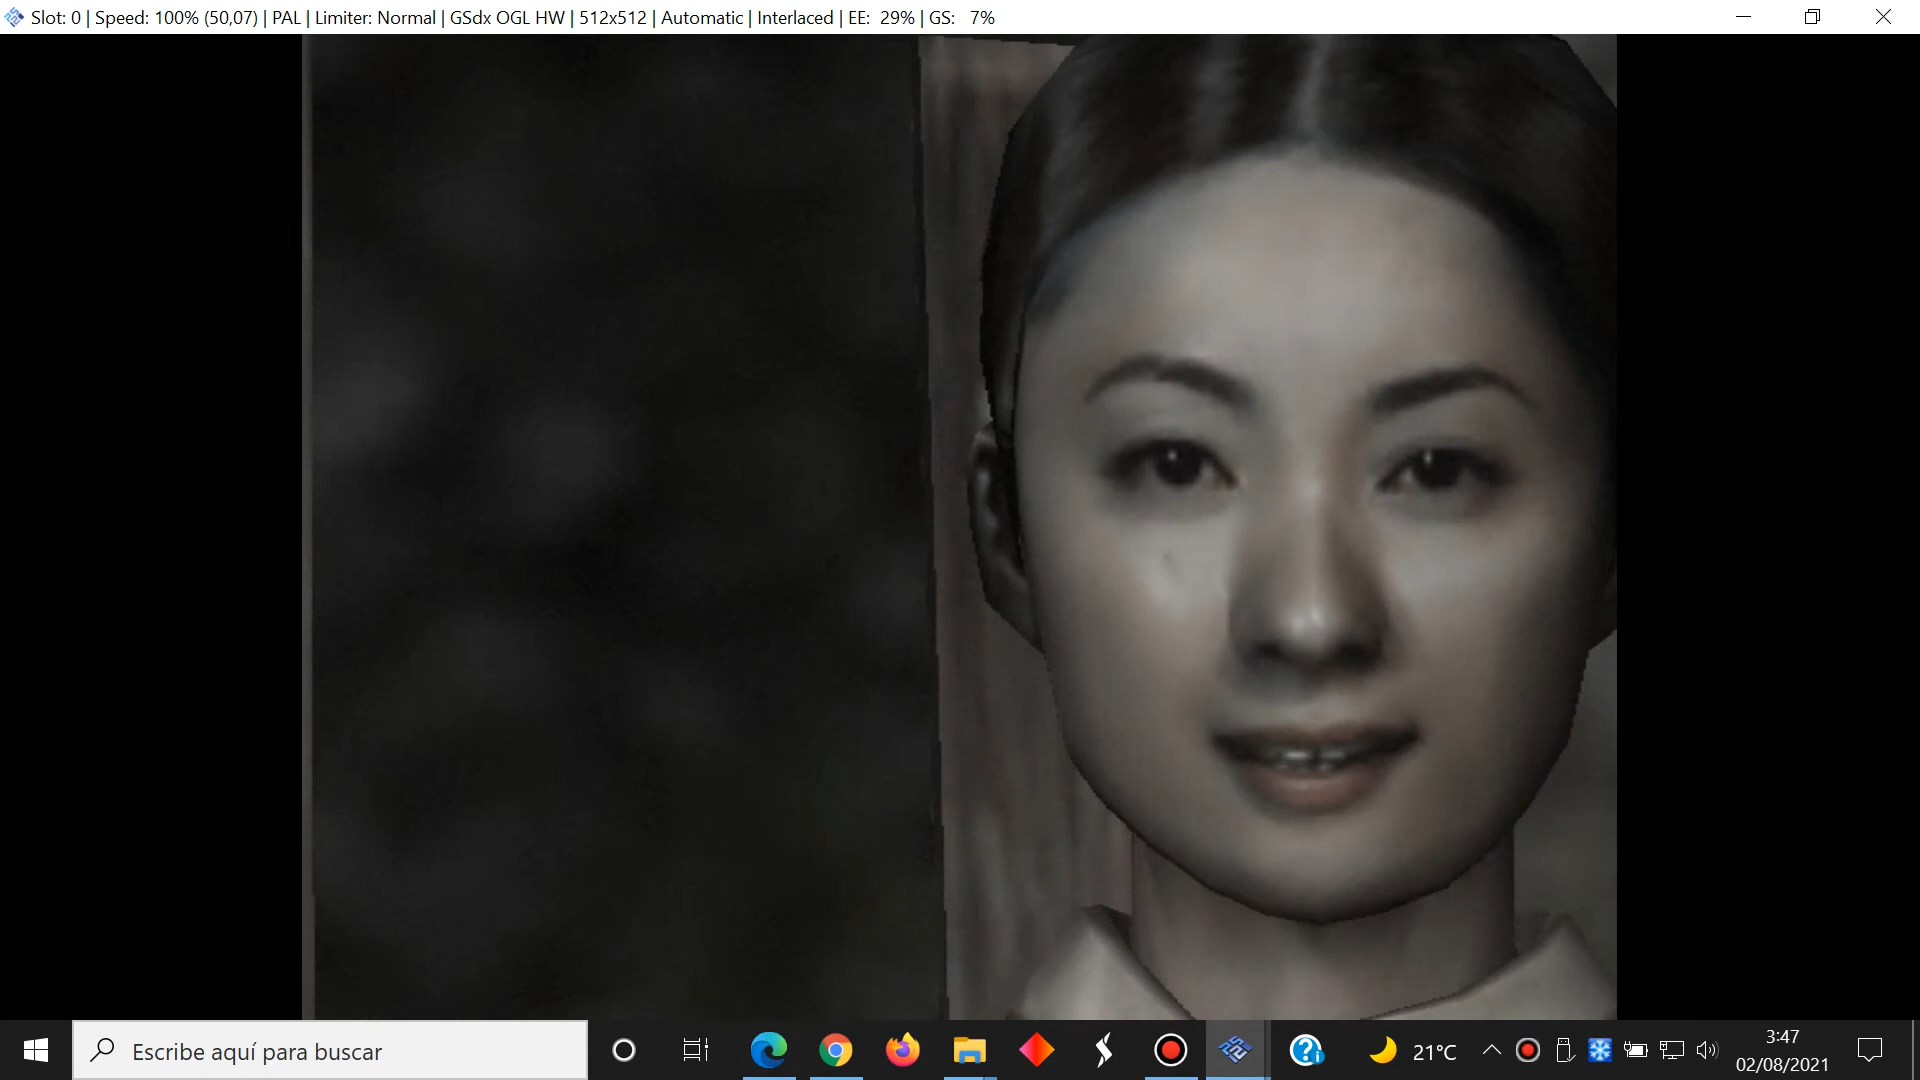 Slot: 0 | Speed: 100% (50,07) | PAL | Limiter: Normal | GSdx OGL HW | 512x512 | Automatic | Interlaced | EE:  29% | GS:   7%
Escribe aquí para buscar
21°C
3:47
02/08/2021